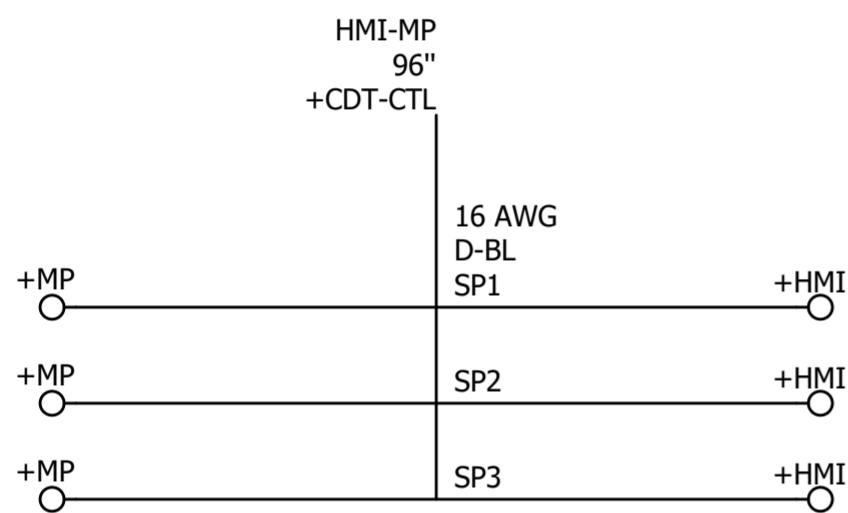 HMI-MP
96"
+CDT-CTL
16 AWG
D-BL
+MP
SP1
+HMI
+MP
SP2
+HMI
+MP
SP3
+HMI